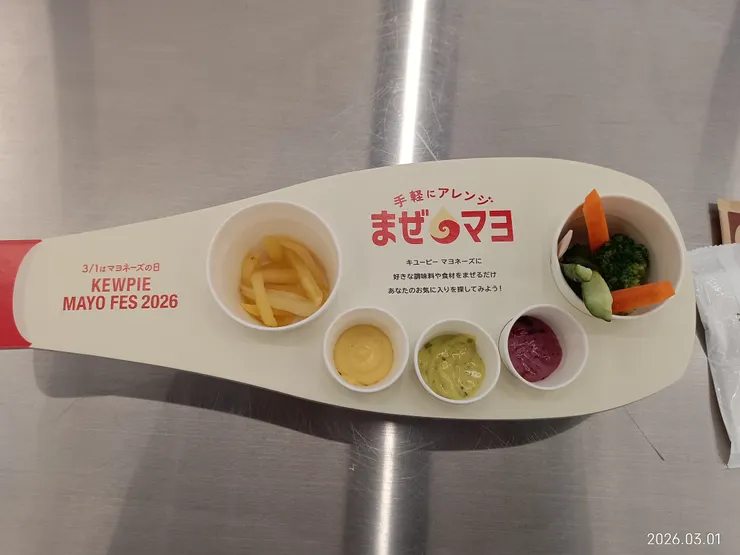 3/1はマヨネーズの日
KEWPIE
MAYO FES 2026
手軽にアレンジ
まぜマヨ
キユーピー マヨネーズに
好きな調味料や食材をまぜるだけ
あなたのお気に入りを探してみよう!
2026.03.01